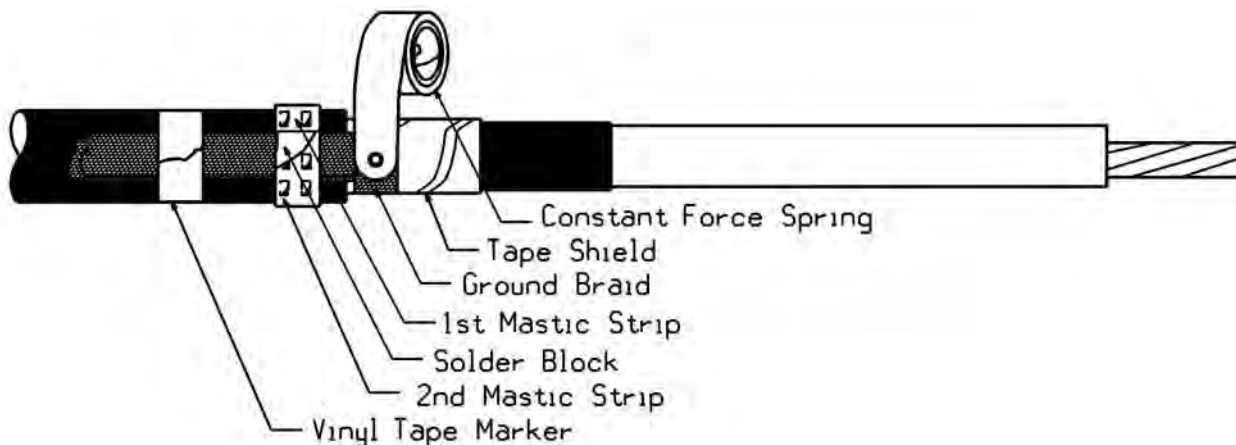 Constant Force Spring
Tape Shield
Ground Braid
1st Mastic Strip
Solder Block
2nd Mastic Strip
Vinyl Tape Marker